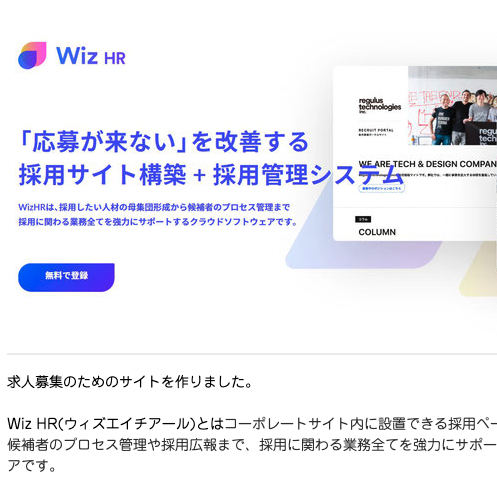 Wiz HR
「応募が来ない」を改善する
採用サイト構築 + 採用管理システム
WizHRは、採用したい人材の母集団形成から候補者のプロセス管理まで
採用に関わる業務全てを強力にサポートするクラウドソフトウェアです。
無料で登録
regulus
technologies
inc.
RECRUIT PORTAL
WE ARE TECH & DESIGN COMPAN
コラム
COLUMN
求人募集のためのサイトを作りました。
Wiz HR(ウィズエイチアール)とはコーポレートサイト内に設置できる採用ペー
候補者のプロセス管理や採用広報まで、採用に関わる業務全てを強力にサポー
アです。